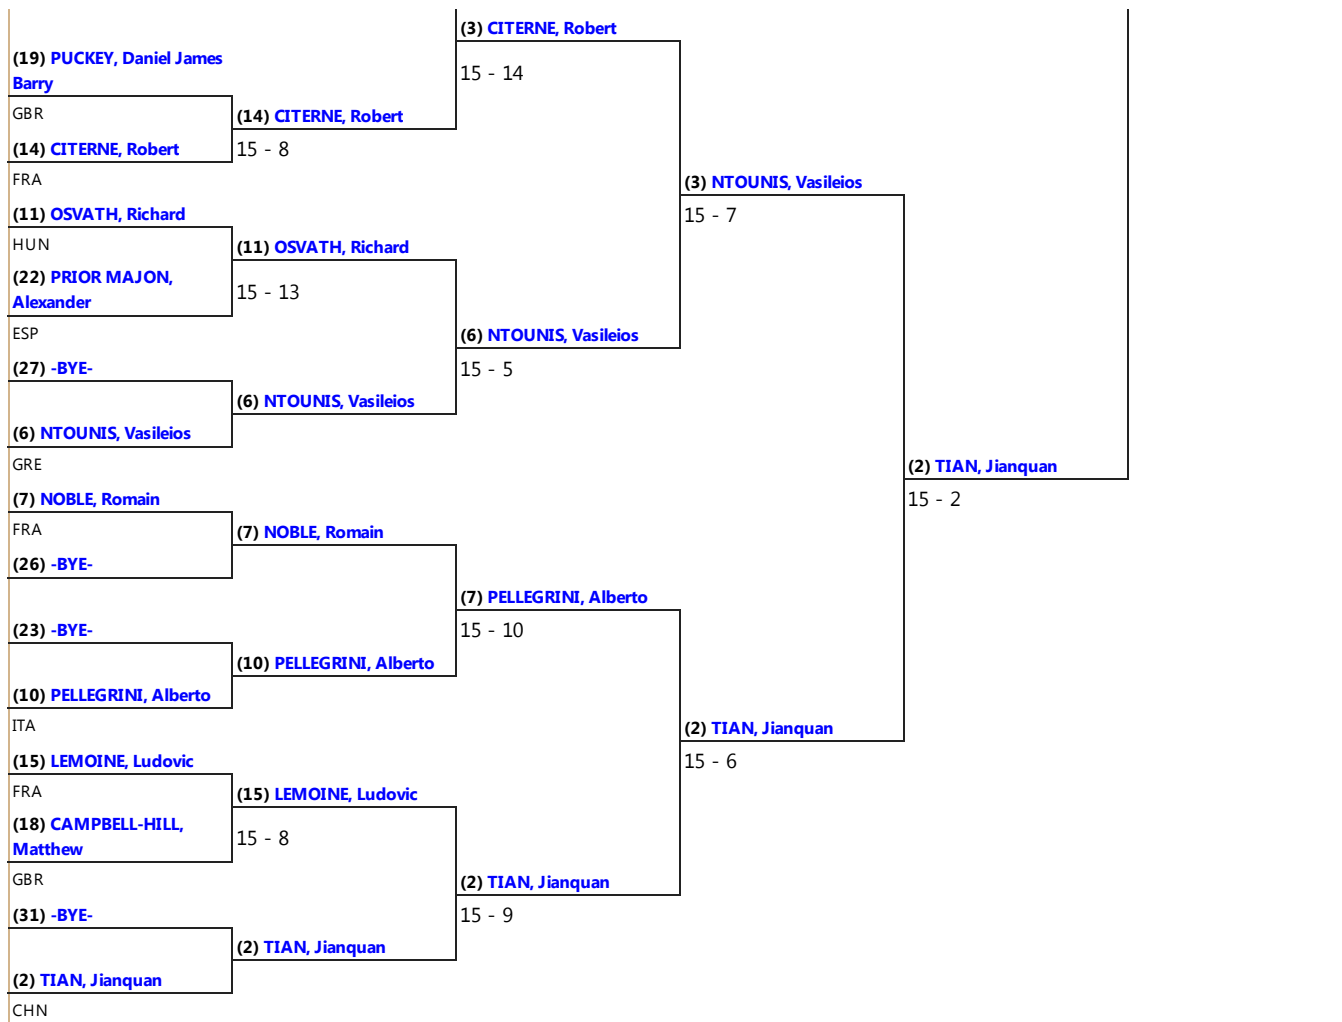 (3) CITERNE, Robert
15 - 14
(19) PUCKEY, Daniel James
Barry
GBR
(14) CITERNE, Robert
15 - 8
(14) CITERNE, Robert
FRA
(3) NTOUNIS, Vasileios
15 - 7
(11) OSVATH, Richard
HUN
(11) OSVATH, Richard
15 - 13
(22) PRIOR MAJON,
Alexander
ESP
(6) NTOUNIS, Vasileios
15 - 5
(27) -BYE-
(6) NTOUNIS, Vasileios
(6) NTOUNIS, Vasileios
GRE
(2) TIAN, Jianquan
15 - 2
(7) NOBLE, Romain
FRA
(7) NOBLE, Romain
(26) -BYE-
(7) PELLEGRINI, Alberto
15 - 10
(23) -BYE-
(10) PELLEGRINI, Alberto
(10) PELLEGRINI, Alberto
ITA
(2) TIAN, Jianquan
15 - 6
(15) LEMOINE, Ludovic
FRA
(15) LEMOINE, Ludovic
15 - 8
(18) CAMPBELL-HILL,
Matthew
GBR
(2) TIAN, Jianquan
15 - 9
(31) -BYE-
(2) TIAN, Jianquan
(2) TIAN, Jianquan
CHN